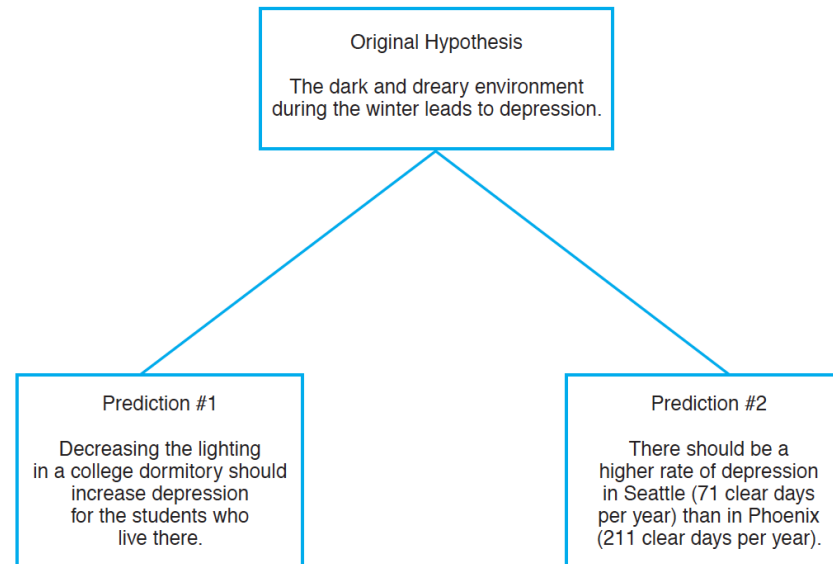 Original Hypothesis
The dark and dreary environment
during the winter leads to depression.
Prediction #1
Decreasing the lighting
in a college dormitory should
increase depression
for the students who
live there.
Prediction #2
There should be a
higher rate of depression
in Seattle (71 clear days
per year) than in Phoenix
(211 clear days per year).